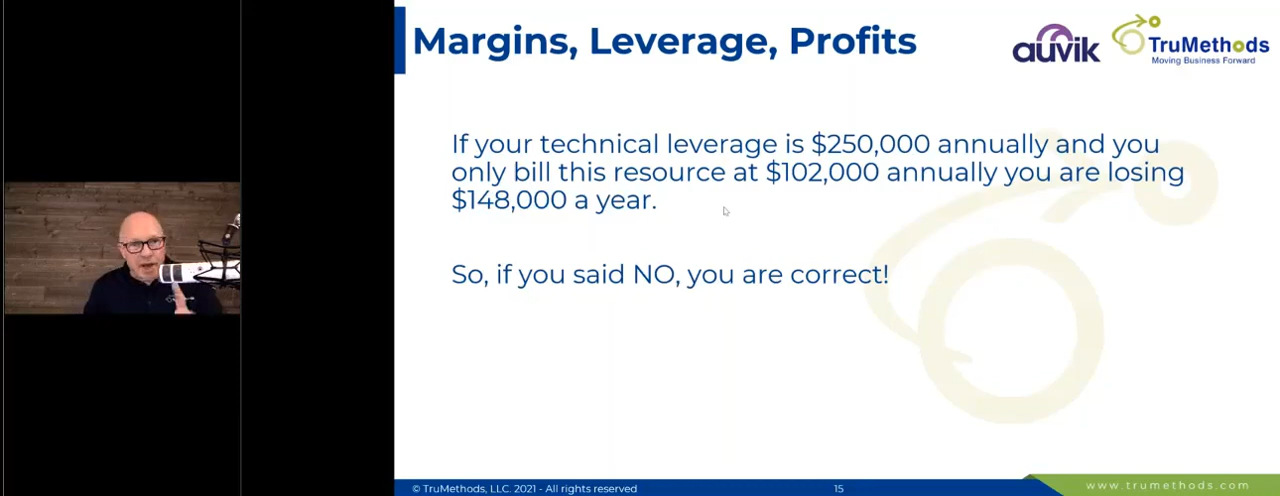 Margins, Leverage, Profits
auvik
TruMethods
Moving Business Forward
If your technical leverage is $250,000 annually and you
only bill this resource at $102,000 annually you are losing
$148,000 a year.
So, if you said NO, you are correct!
© TruMethods, LLC. 2021 - All rights reserved
15
www.trumethods.com